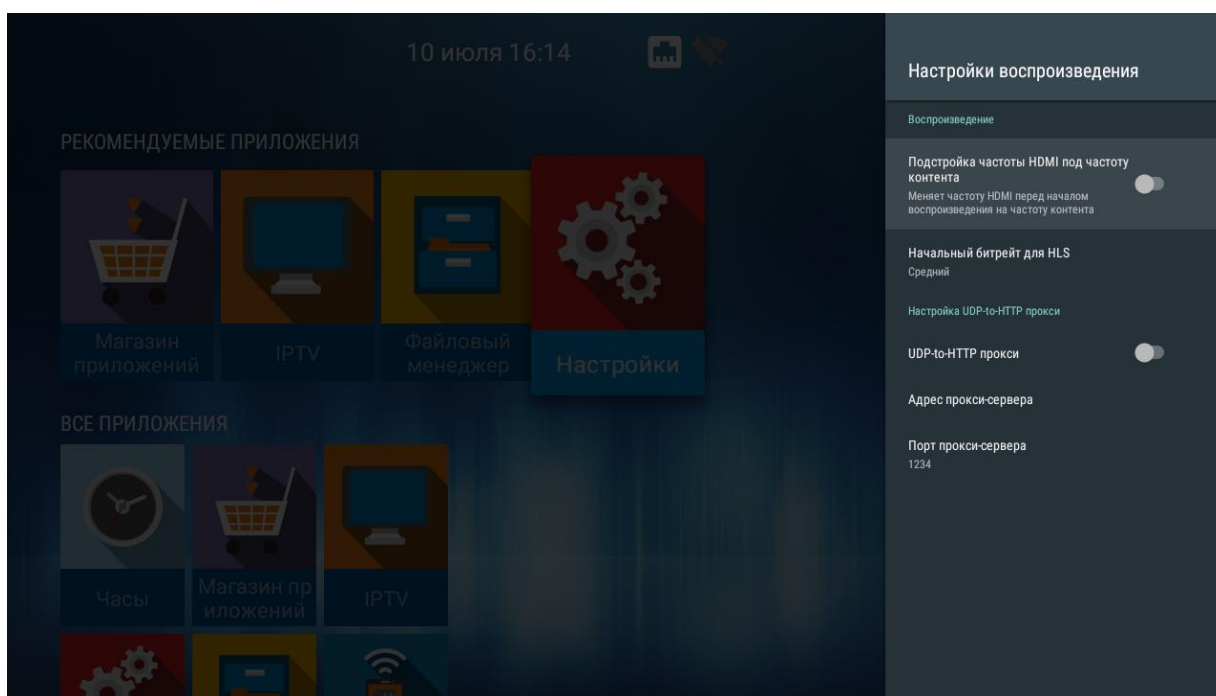 10 июля 16:14
РЕКОМЕНДУЕМЫЕ ПРИЛОЖЕНИЯ
Магазин
приложений
IPTV
Файловый
менеджер
Настройки
ВСЕ ПРИЛОЖЕНИЯ
Часы
Магазин пр
иложений
IPTV
Настройки воспроизведения
Воспроизведение
Подстройка частоты HDMI под частоту
контента
Меняет частоту HDMI перед началом
воспроизведения на частоту контента
Начальный битрейт для HLS
Средний
Настройка UDP-to-HTTP прокси
UDP-to-HTTP прокси
Адрес прокси-сервера
Порт прокси-сервера
1234